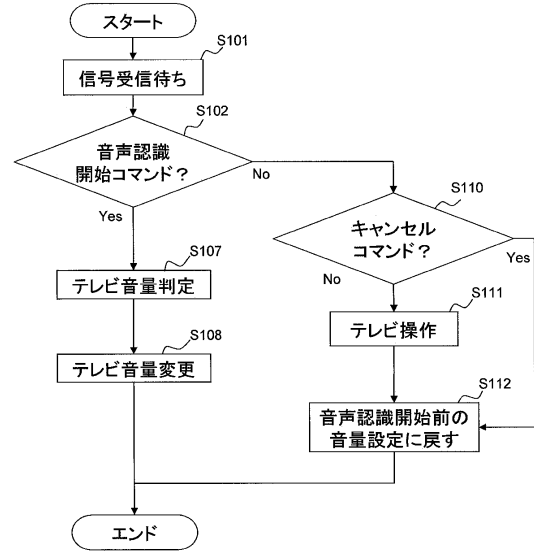 スタート
S101
信号受信待ち
S102
音声認識
開始コマンド？
No
Yes
S110
キャンセル
コマンド？
Yes
No
S107
テレビ音量判定
S111
テレビ操作
S108
テレビ音量変更
S112
音声認識開始前の
音量設定に戻す
エンド